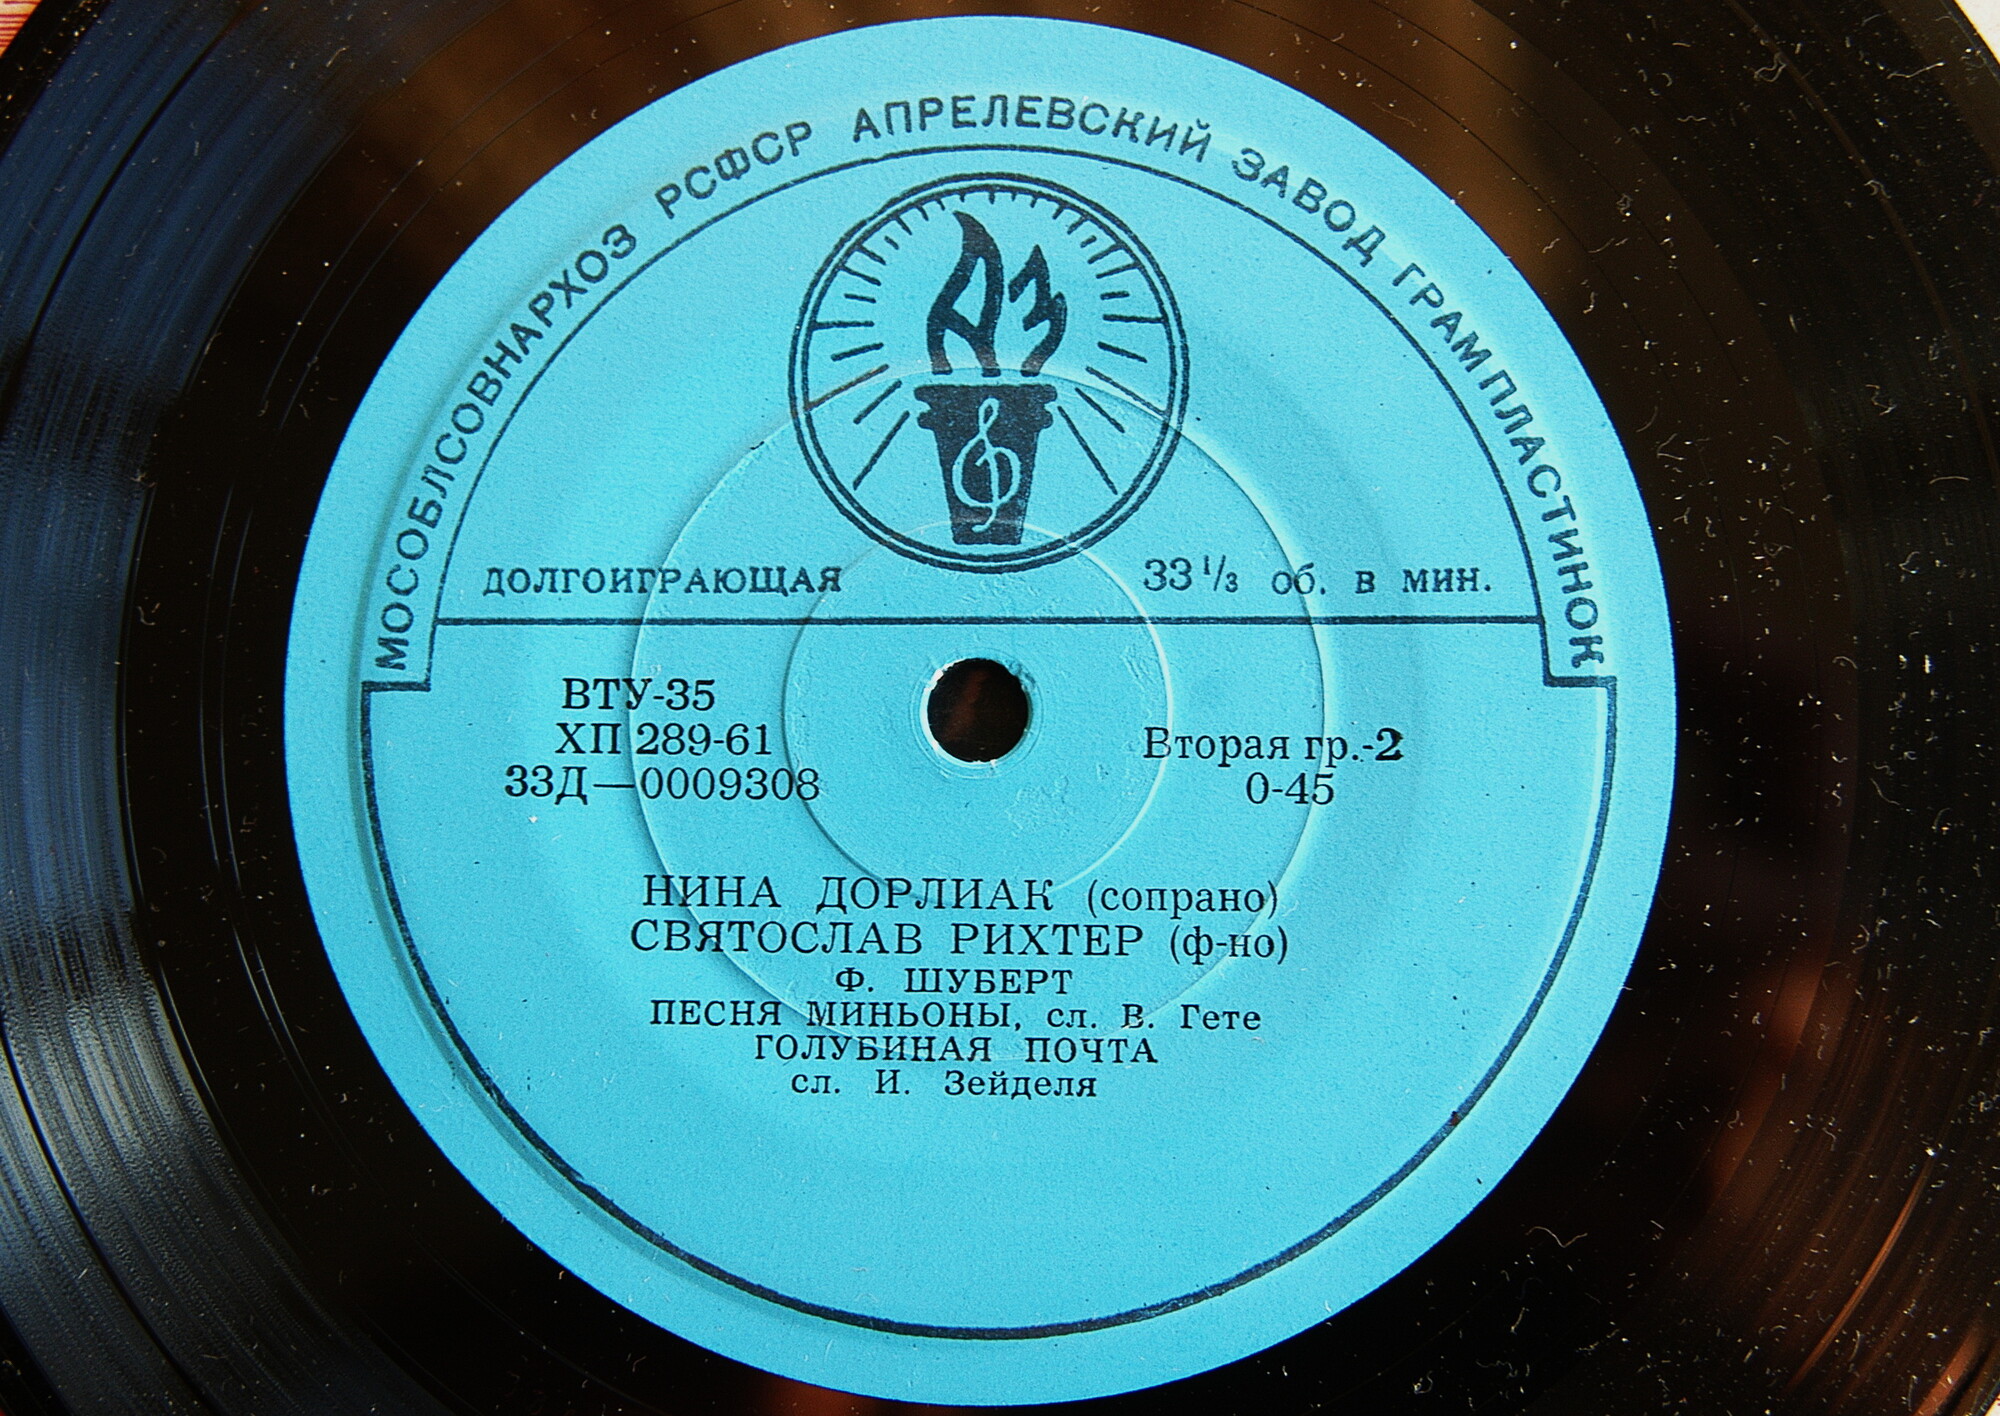 МОСОБЛСОВНАРХОЗ РСФСР АПРЕЛЕВСКИЙ ЗАВОД ГРАМПЛАСТИНОК
АЗ
ДОЛГОИГРАЮЩАЯ 33 1/3 об. в мин.
ВТУ-35
ХП 289-61
33Д—0009308
Вторая гр.-2
0-45
НИНА ДОРЛИАК (сопрано)
СВЯТОСЛАВ РИХТЕР (ф-но)
Ф. ШУБЕРТ
ПЕСНЯ МИНЬОНЫ, сл. В. Гете
ГОЛУБИНАЯ ПОЧТА
сл. И. Зейделя